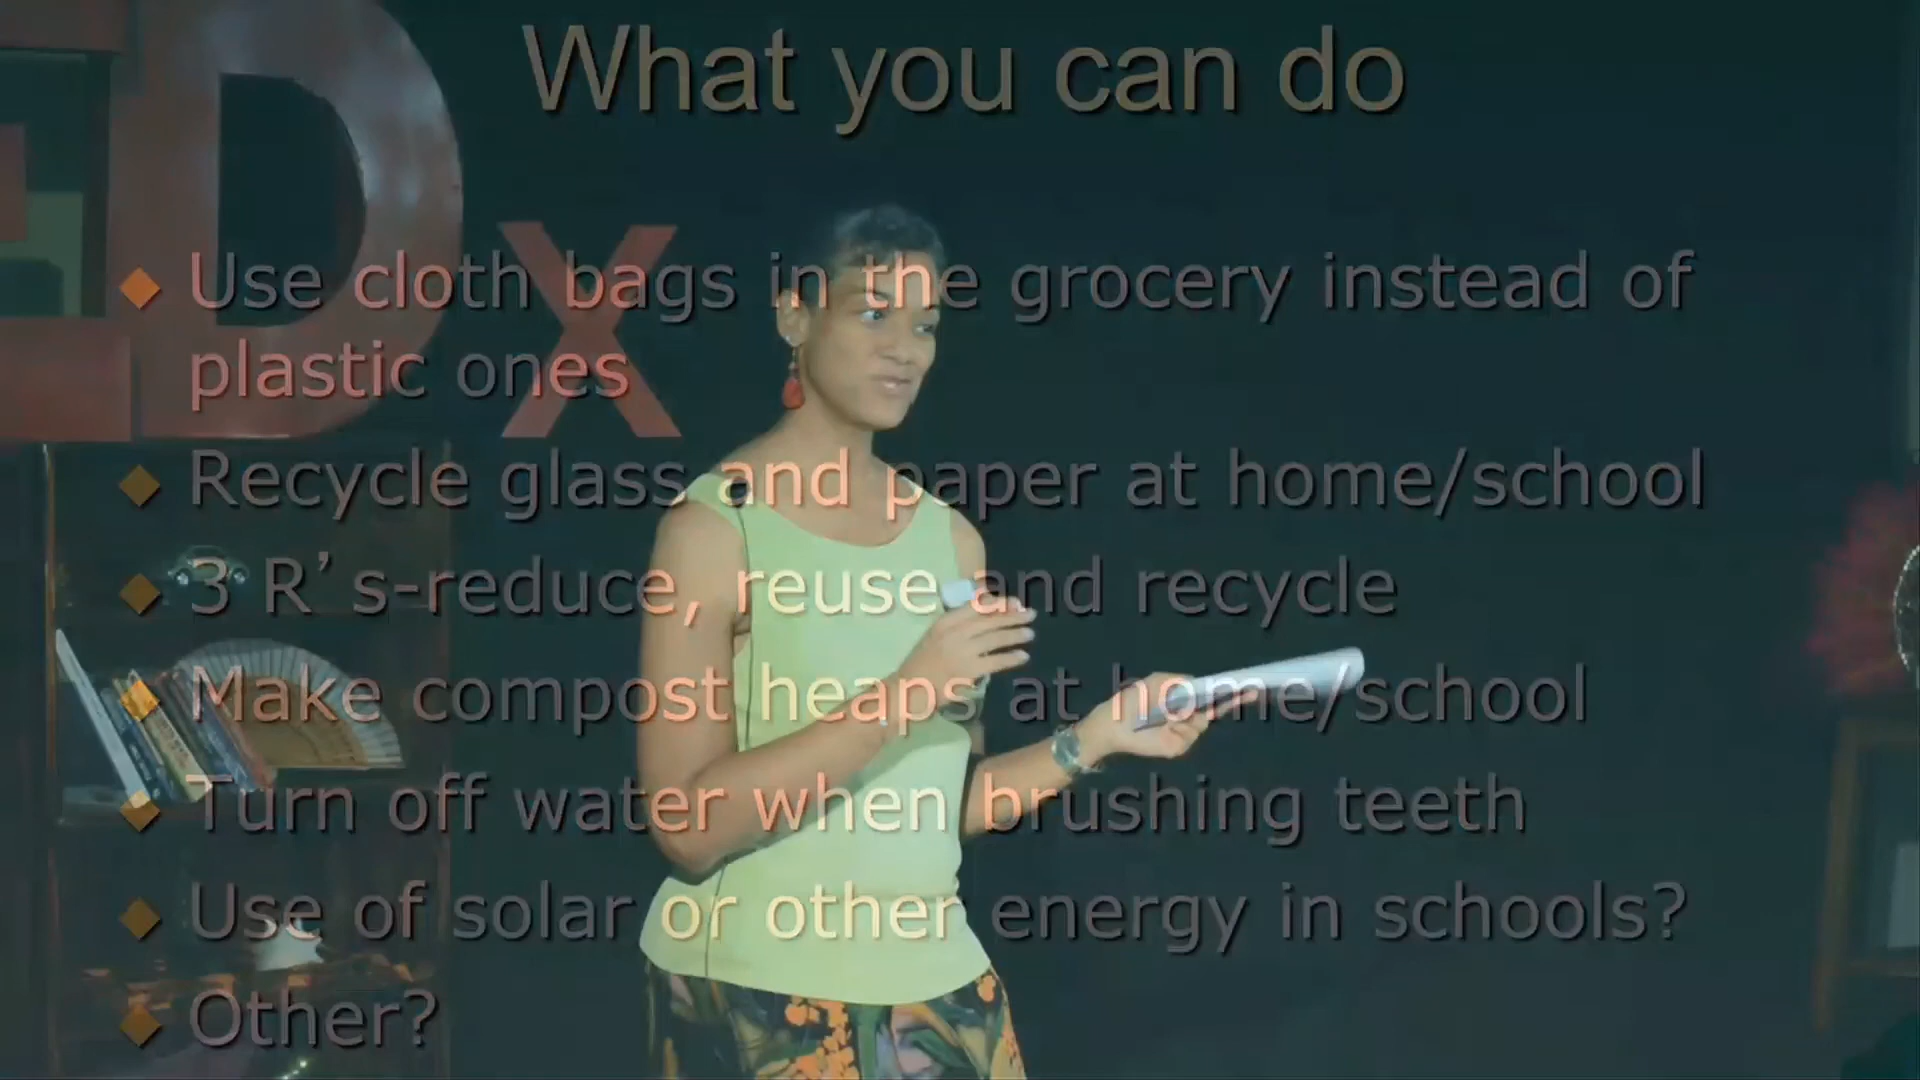 What you can do
EDx
Use cloth bags in the grocery instead of
plastic ones
Recycle glass and paper at home/school
3 R's-reduce, reuse and recycle
Make compost heaps at home/school
Turn off water when brushing teeth
Use of solar or other energy in schools?
Other?